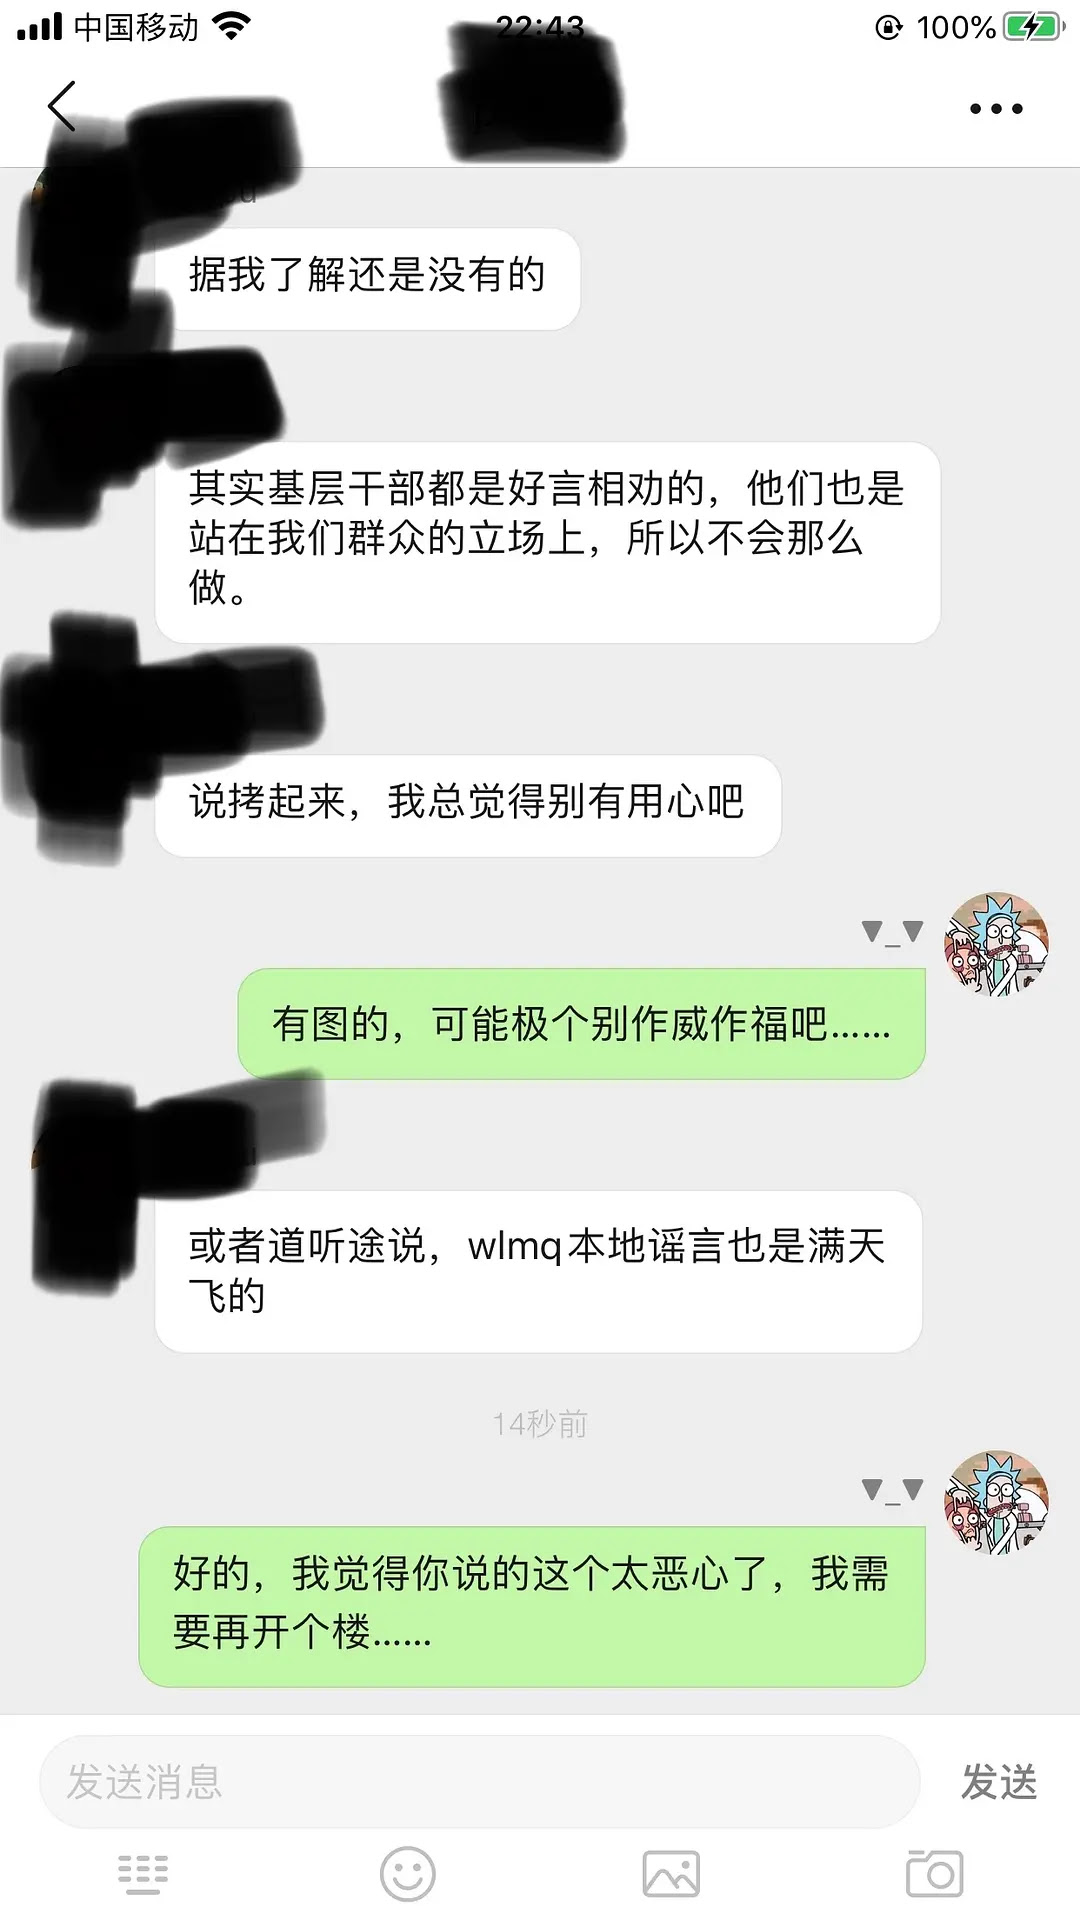 中国移动
22:43
100%
据我了解还是没有的
其实基层干部都是好言相劝的，他们也是
站在我们群众的立场上，所以不会那么
做。
说拷起来，我总觉得别有用心吧
▼_▼
有图的，可能极个别作威作福吧……
或者道听途说，wlmq本地谣言也是满天
飞的
14秒前
▼_▼
好的，我觉得你说的这个太恶心了，我需
要再开个楼……
发送消息
发送